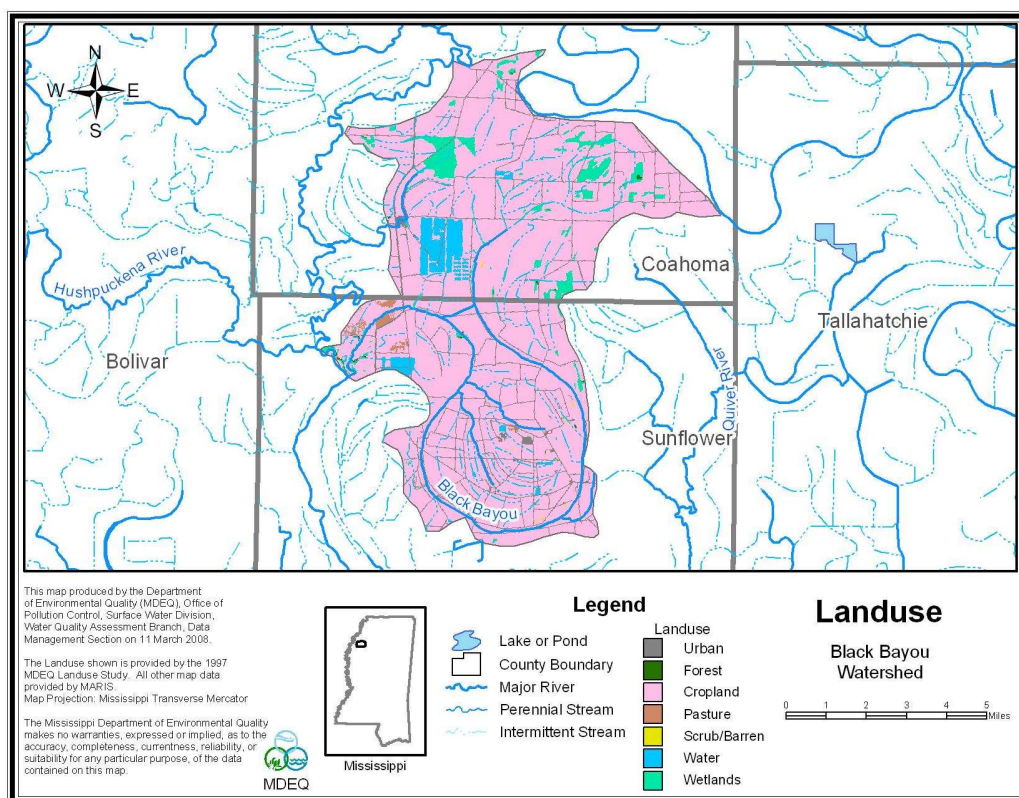 N
W E
S
Hushpuckena River
Bolivar
Coahoma
Tallahatchie
Quiver River
Sunflower
Black Bayou
This map produced by the Department
of Environmental Quality (MDEQ), Office of
Pollution Control, Surface Water Division,
Water Quality Assessment Branch, Data
Management Section on 11 March 2008.
The Landuse shown is provided by the 1997
MDEQ Landuse Study. All other map data
provided by MARIS.
Map Projection: Mississippi Transverse Mercator
The Mississippi Department of Environmental Quality
makes no warranties, expressed or implied, as to the
accuracy, completeness, currentness, reliability, or
suitability for any particular purpose, of the data
contained on this map.
MDEQ
Mississippi
Legend
Lake or Pond
County Boundary
Major River
Perennial Stream
Intermittent Stream
Landuse
Urban
Forest
Cropland
Pasture
Scrub/Barren
Water
Wetlands
Landuse
Black Bayou
Watershed
0 1 2 3 4 5
Miles